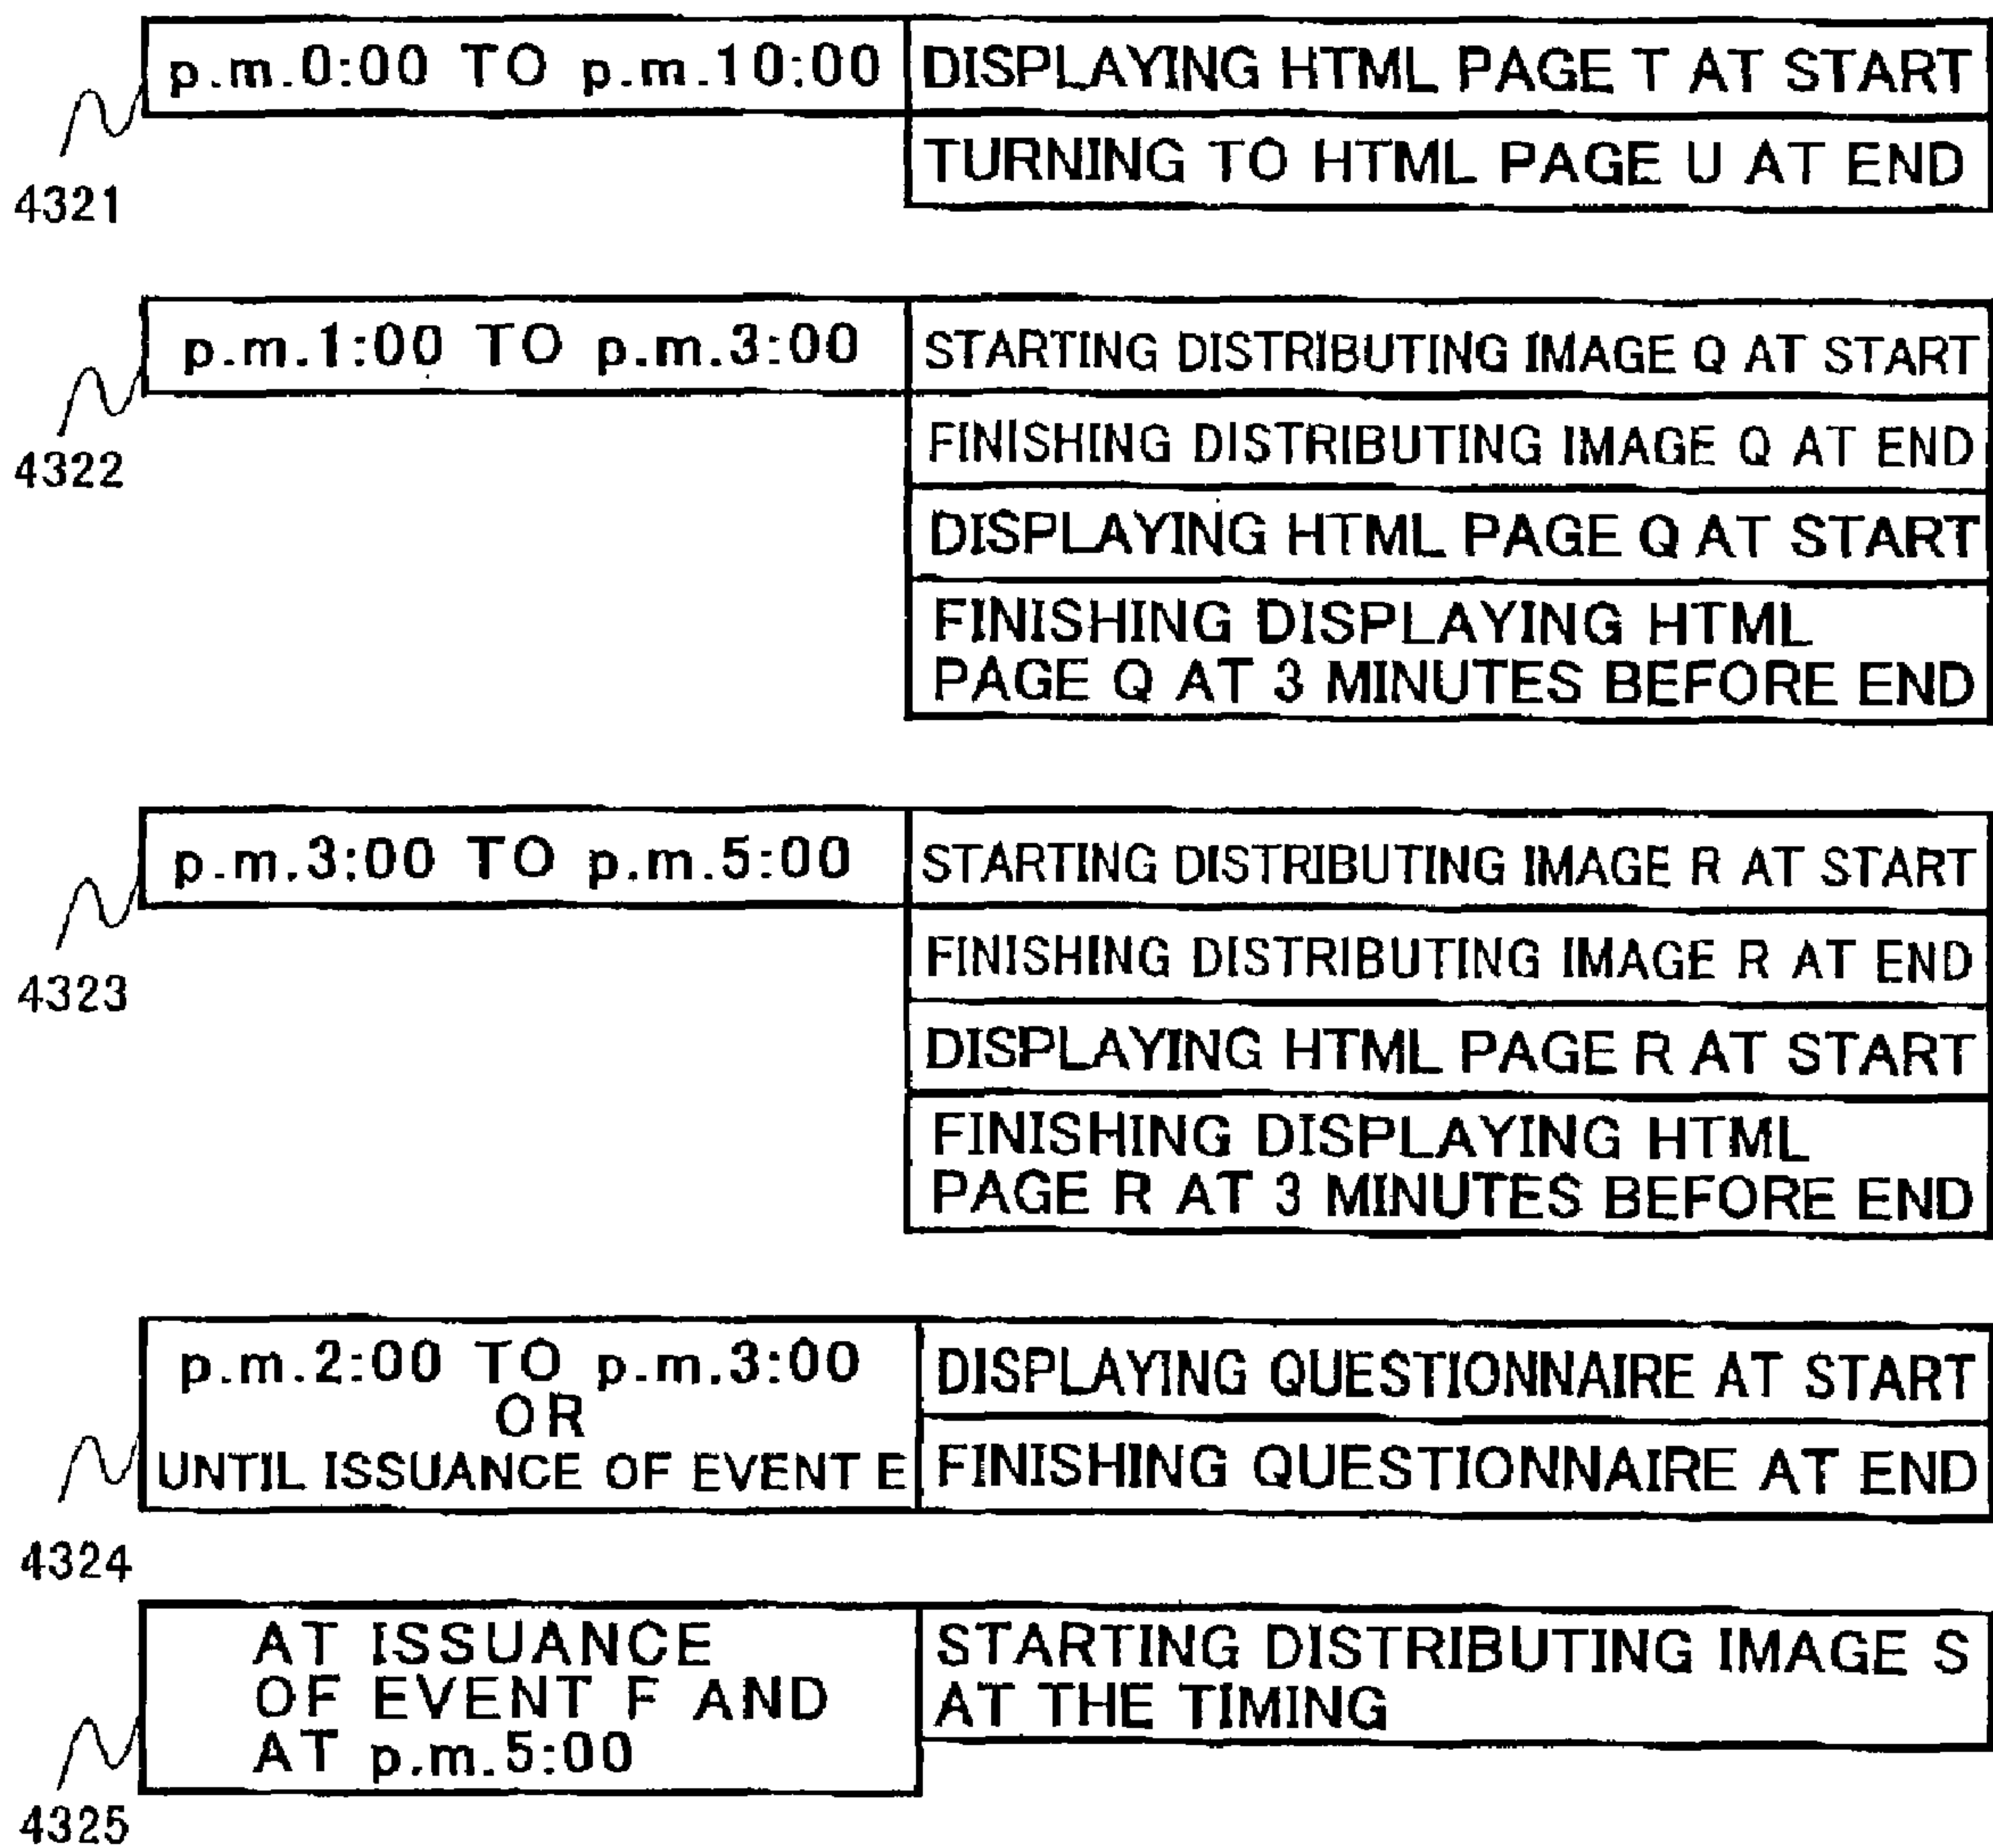 p.m.0:00 TO p.m.10:00
DISPLAYING HTML PAGE T AT START
TURNING TO HTML PAGE U AT END
4321
p.m.1:00 TO p.m.3:00
STARTING DISTRIBUTING IMAGE Q AT START
FINISHING DISTRIBUTING IMAGE Q AT END
DISPLAYING HTML PAGE Q AT START
FINISHING DISPLAYING HTML
PAGE Q AT 3 MINUTES BEFORE END
4322
p.m.3:00 TO p.m.5:00
STARTING DISTRIBUTING IMAGE R AT START
FINISHING DISTRIBUTING IMAGE R AT END
DISPLAYING HTML PAGE R AT START
FINISHING DISPLAYING HTML
PAGE R AT 3 MINUTES BEFORE END
4323
p.m.2:00 TO p.m.3:00
OR
UNTIL ISSUANCE OF EVENT E
DISPLAYING QUESTIONNAIRE AT START
FINISHING QUESTIONNAIRE AT END
4324
AT ISSUANCE
OF EVENT F AND
AT p.m.5:00
STARTING DISTRIBUTING IMAGE S
AT THE TIMING
4325